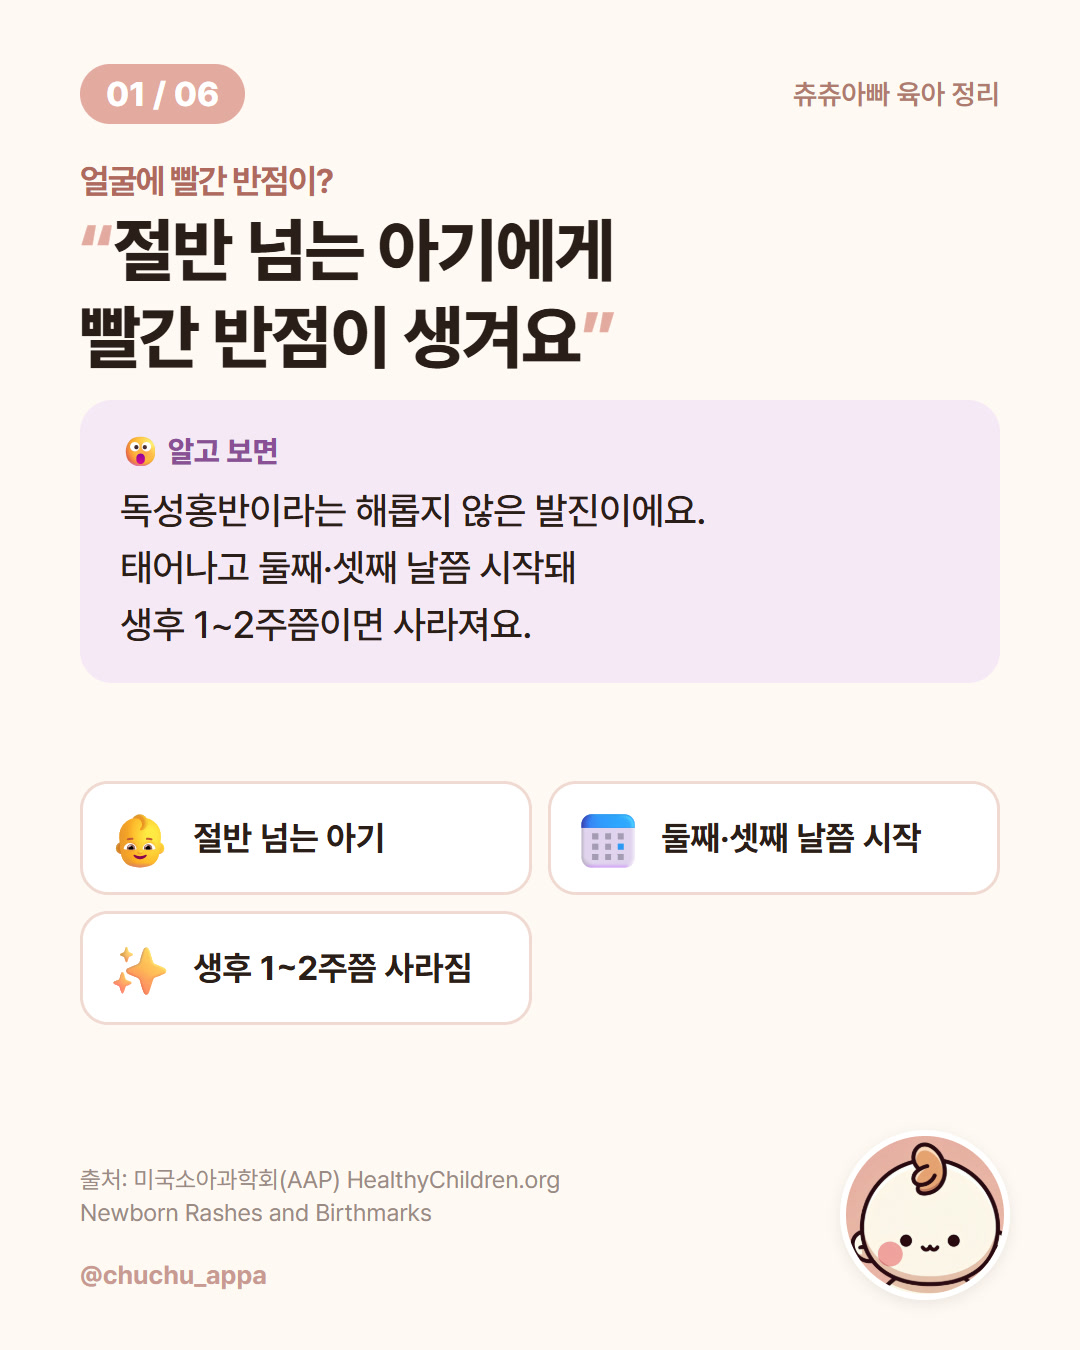 01 / 06
츄츄아빠 육아 정리
얼굴에 빨간 반점이?
“절반 넘는 아기에게
빨간 반점이 생겨요”
알고 보면
독성홍반이라는 해롭지 않은 발진이에요.
태어나고 둘째·셋째 날쯤 시작돼
생후 1~2주쯤이면 사라져요.
절반 넘는 아기
둘째·셋째 날쯤 시작
생후 1~2주쯤 사라짐
출처: 미국소아과학회(AAP) HealthyChildren.org
Newborn Rashes and Birthmarks
@chuchu_appa